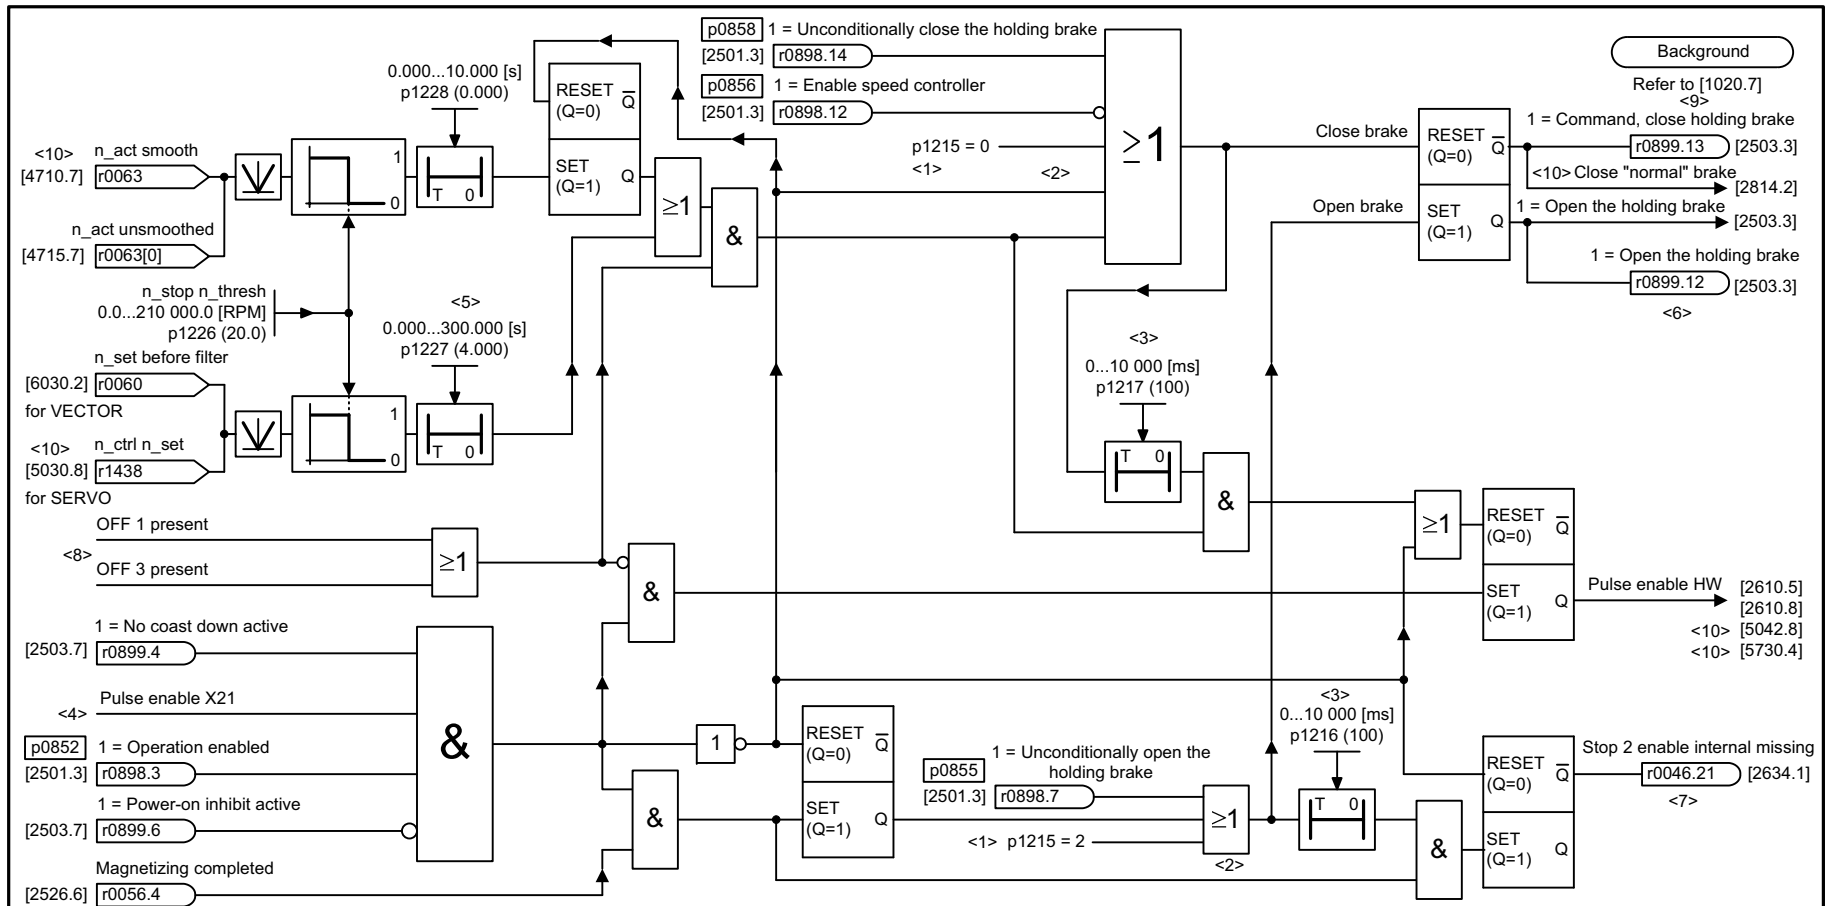 p0858 1 = Unconditionally close the holding brake
[2501.3] r0898.14
p0856 1 = Enable speed controller
[2501.3] r0898.12
p1215 = 0
<1>
<2>
≥1
Background
Refer to [1020.7]
<9>
1 = Command, close holding brake
r0899.13 [2503.3]
<10> Close "normal" brake
[2814.2]
1 = Open the holding brake
[2503.3]
1 = Open the holding brake
r0899.12 [2503.3]
<6>
Close brake
Open brake
RESET
(Q=0)
Q
SET
(Q=1)
Q
0.000...10.000 [s]
p1228 (0.000)
RESET
(Q=0)
Q
SET
(Q=1)
Q
<10> n_act smooth
[4710.7] r0063
1
0
T 0
≥1
&
n_act unsmoothed
[4715.7] r0063[0]
n_stop n_thresh
0.0...210 000.0 [RPM]
p1226 (20.0)
<5>
0.000...300.000 [s]
p1227 (4.000)
n_set before filter
[6030.2] r0060
for VECTOR
<10> n_ctrl n_set
[5030.8] r1438
for SERVO
1
0
T 0
<3>
0...10 000 [ms]
p1217 (100)
T 0
&
≥1
RESET
(Q=0)
Q
SET
(Q=1)
Q
Pulse enable HW [2610.5]
[2610.8]
<10> [5042.8]
<10> [5730.4]
OFF 1 present
<8>
OFF 3 present
≥1
&
1 = No coast down active
[2503.7] r0899.4
Pulse enable X21
<4>
p0852 1 = Operation enabled
[2501.3] r0898.3
1 = Power-on inhibit active
[2503.7] r0899.6
Magnetizing completed
[2526.6] r0056.4
&
1
&
RESET
(Q=0)
Q
SET
(Q=1)
Q
1 = Unconditionally open the
holding brake
p0855
[2501.3] r0898.7
<1> p1215 = 2
≥1
<2>
<3>
0...10 000 [ms]
p1216 (100)
T 0
&
RESET
(Q=0)
Q
SET
(Q=1)
Q
Stop 2 enable internal missing
r0046.21 [2634.1]
<7>